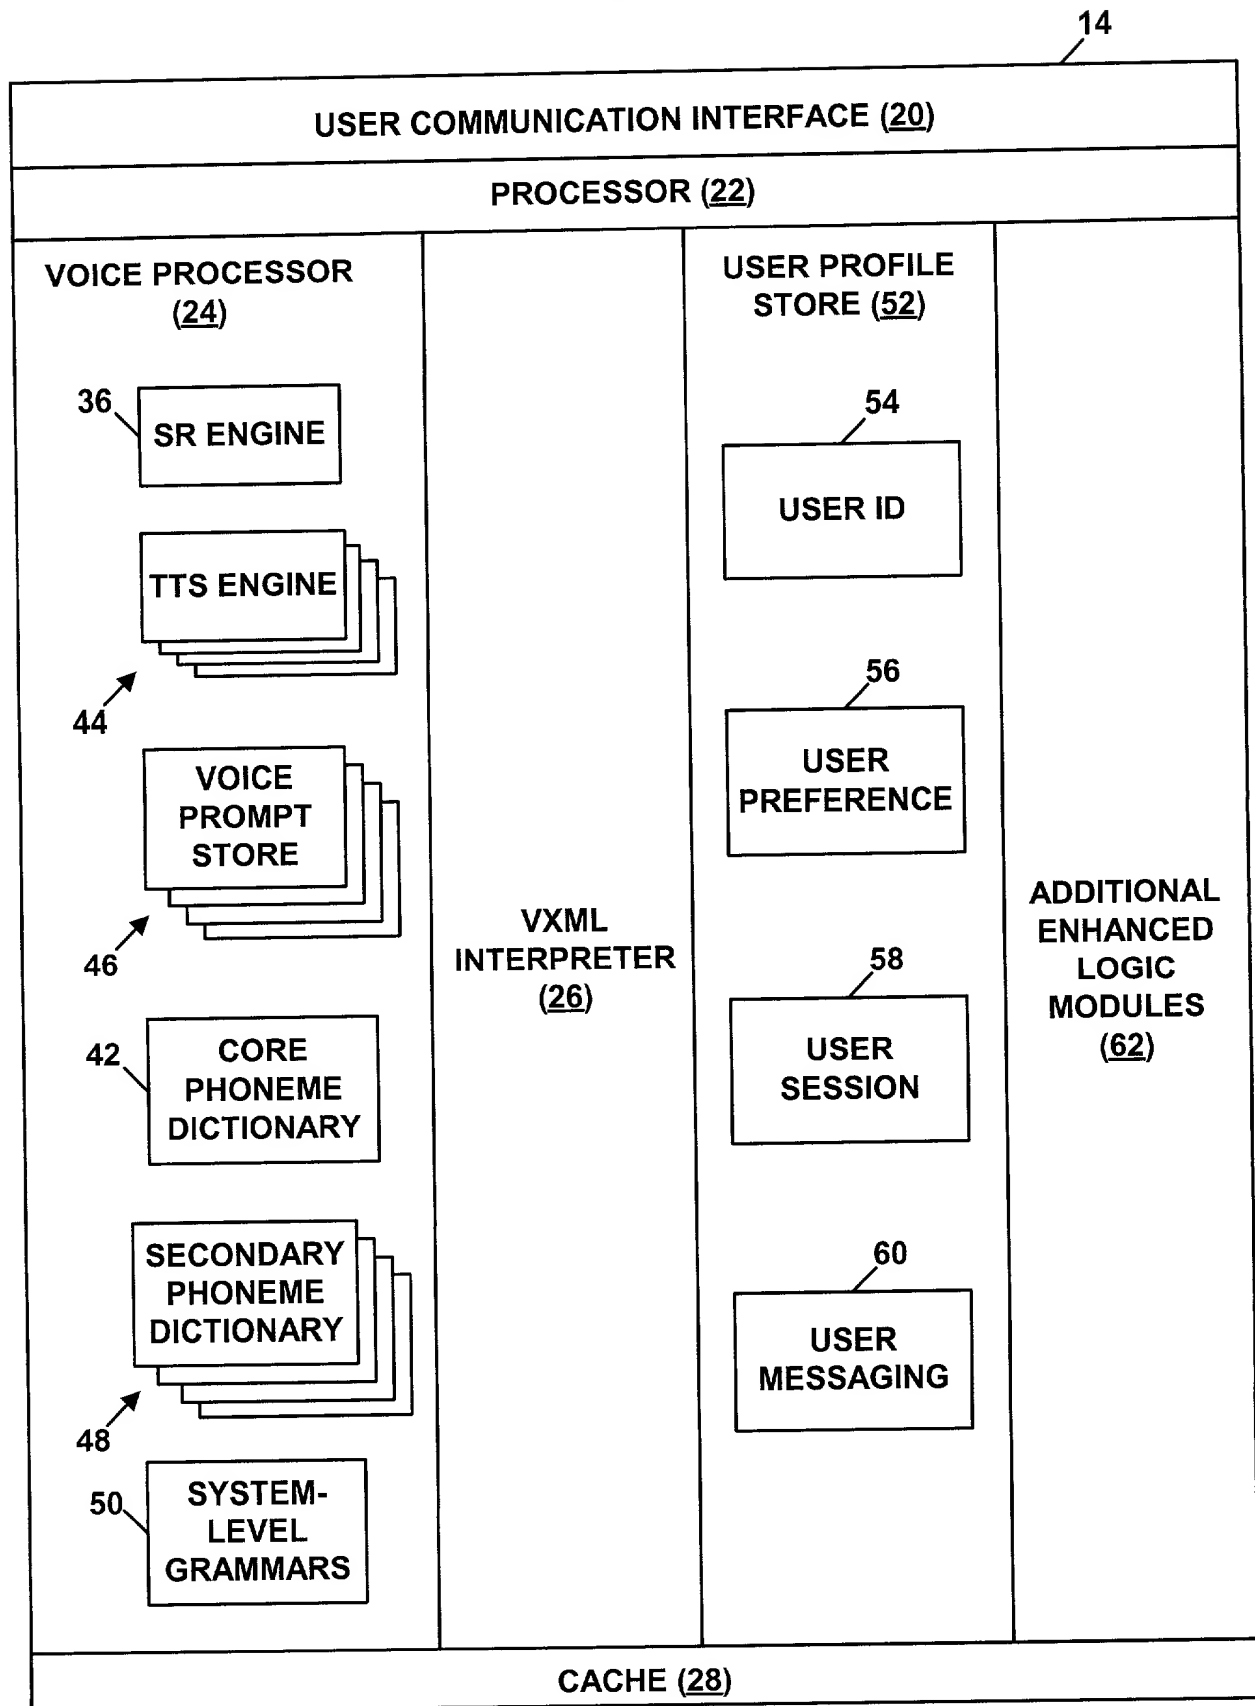 14
USER COMMUNICATION INTERFACE (20)
PROCESSOR (22)
VOICE PROCESSOR
(24)
36
SR ENGINE
TTS ENGINE
44
VOICE
PROMPT
STORE
46
42
CORE
PHONEME
DICTIONARY
SECONDARY
PHONEME
DICTIONARY
48
50
SYSTEM-
LEVEL
GRAMMARS
VXML
INTERPRETER
(26)
USER PROFILE
STORE (52)
54
USER ID
56
USER
PREFERENCE
58
USER
SESSION
60
USER
MESSAGING
ADDITIONAL
ENHANCED
LOGIC
MODULES
(62)
CACHE (28)